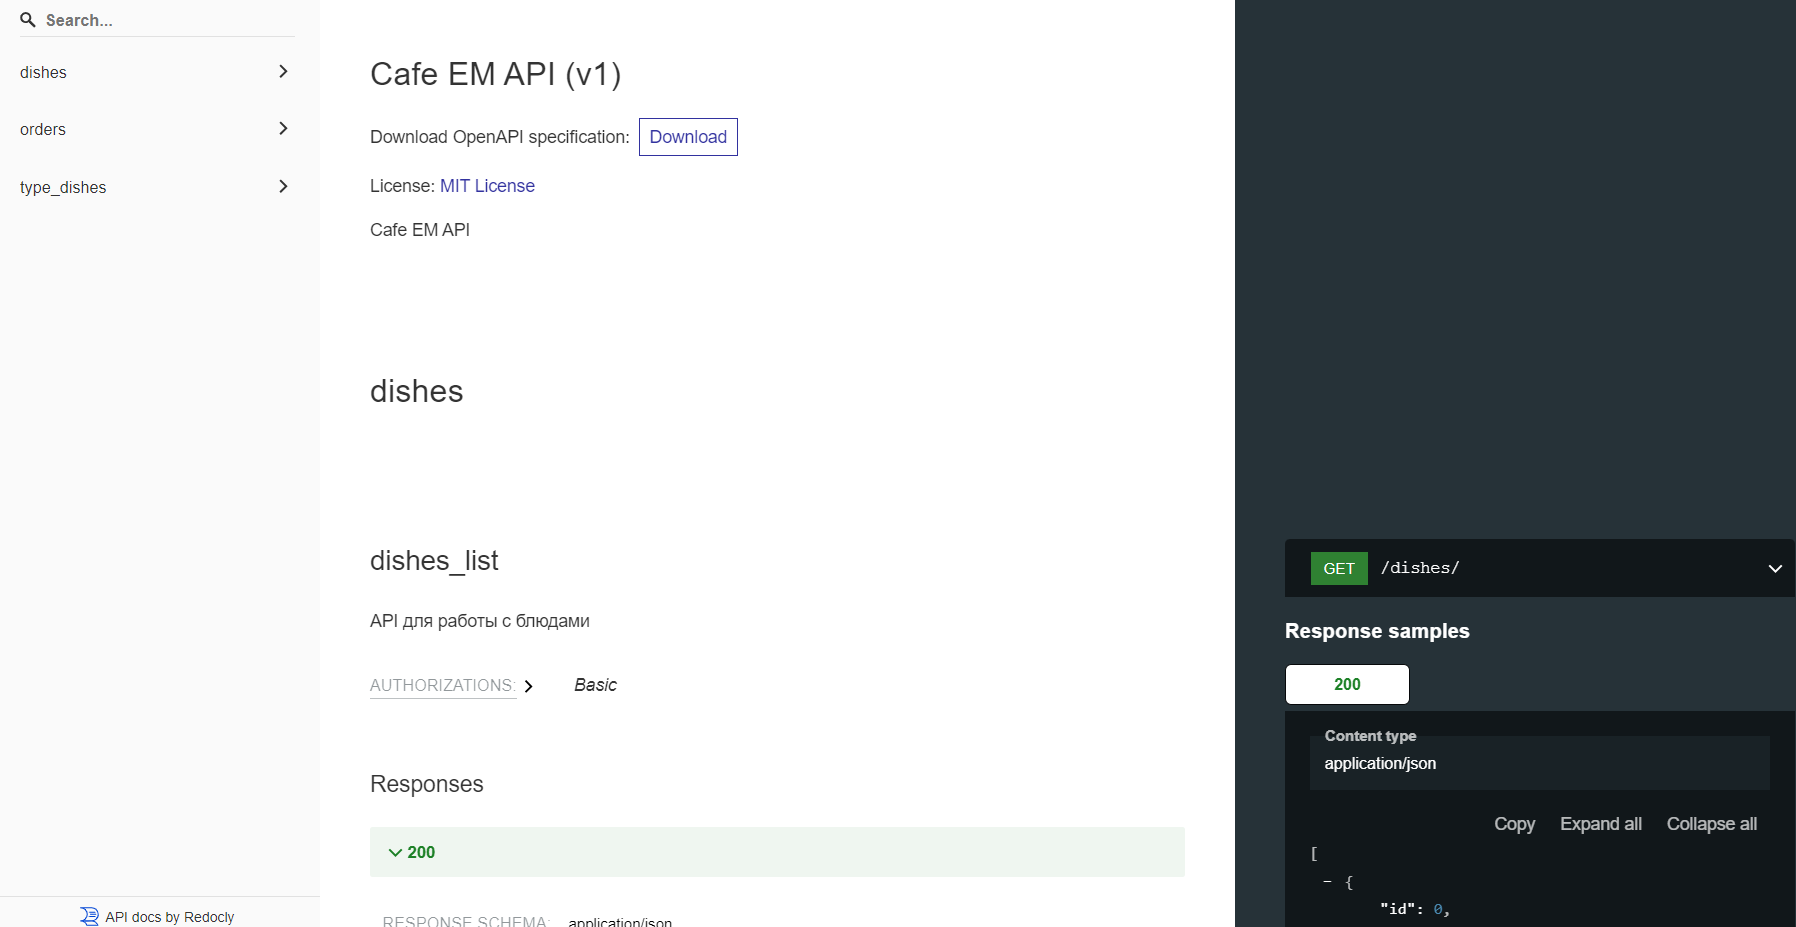 Search...
dishes
orders
type_dishes
API docs by Redocly
Cafe EM API (v1)
Download OpenAPI specification: Download
License: MIT License
Cafe EM API
dishes
dishes_list
API для работы с блюдами
AUTHORIZATIONS: Basic
Responses
200
RESPONSE SCHEMA: application/json
GET /dishes/
Response samples
200
Content type
application/json
Copy Expand all Collapse all
[
- {
"id": 0,